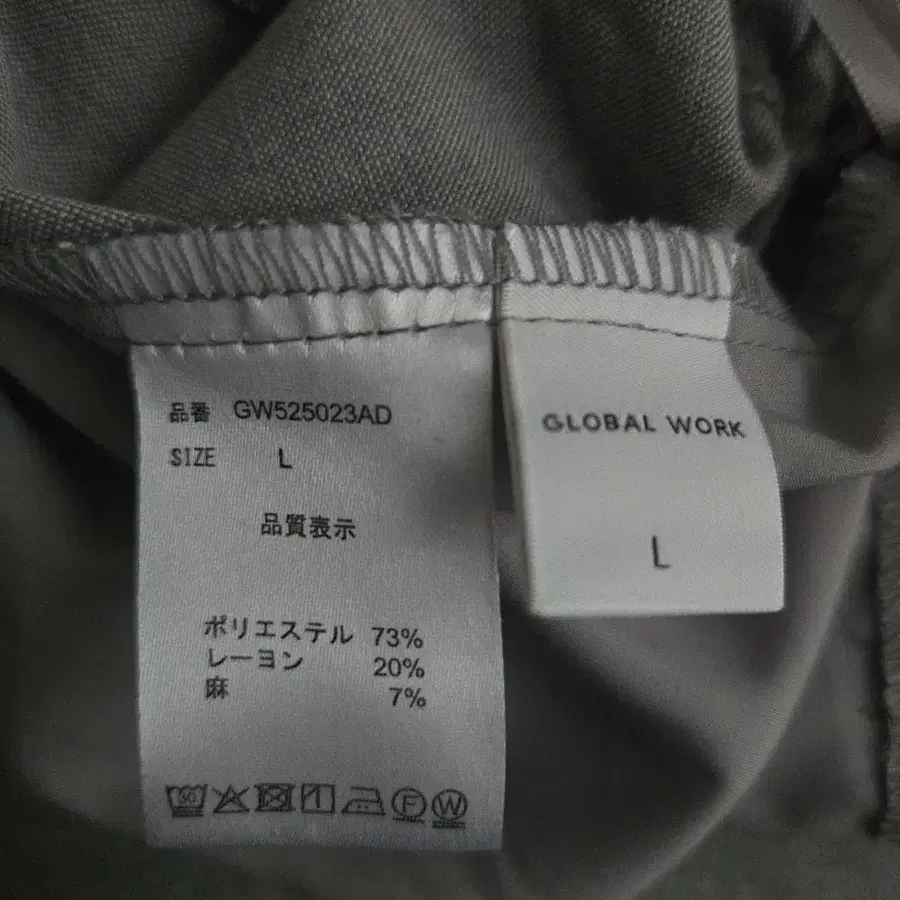 品番 GW525023AD
SIZE L
品質表示
ポリエステル 73%
レーヨン 20%
麻 7%
F W
GLOBAL WORK
L